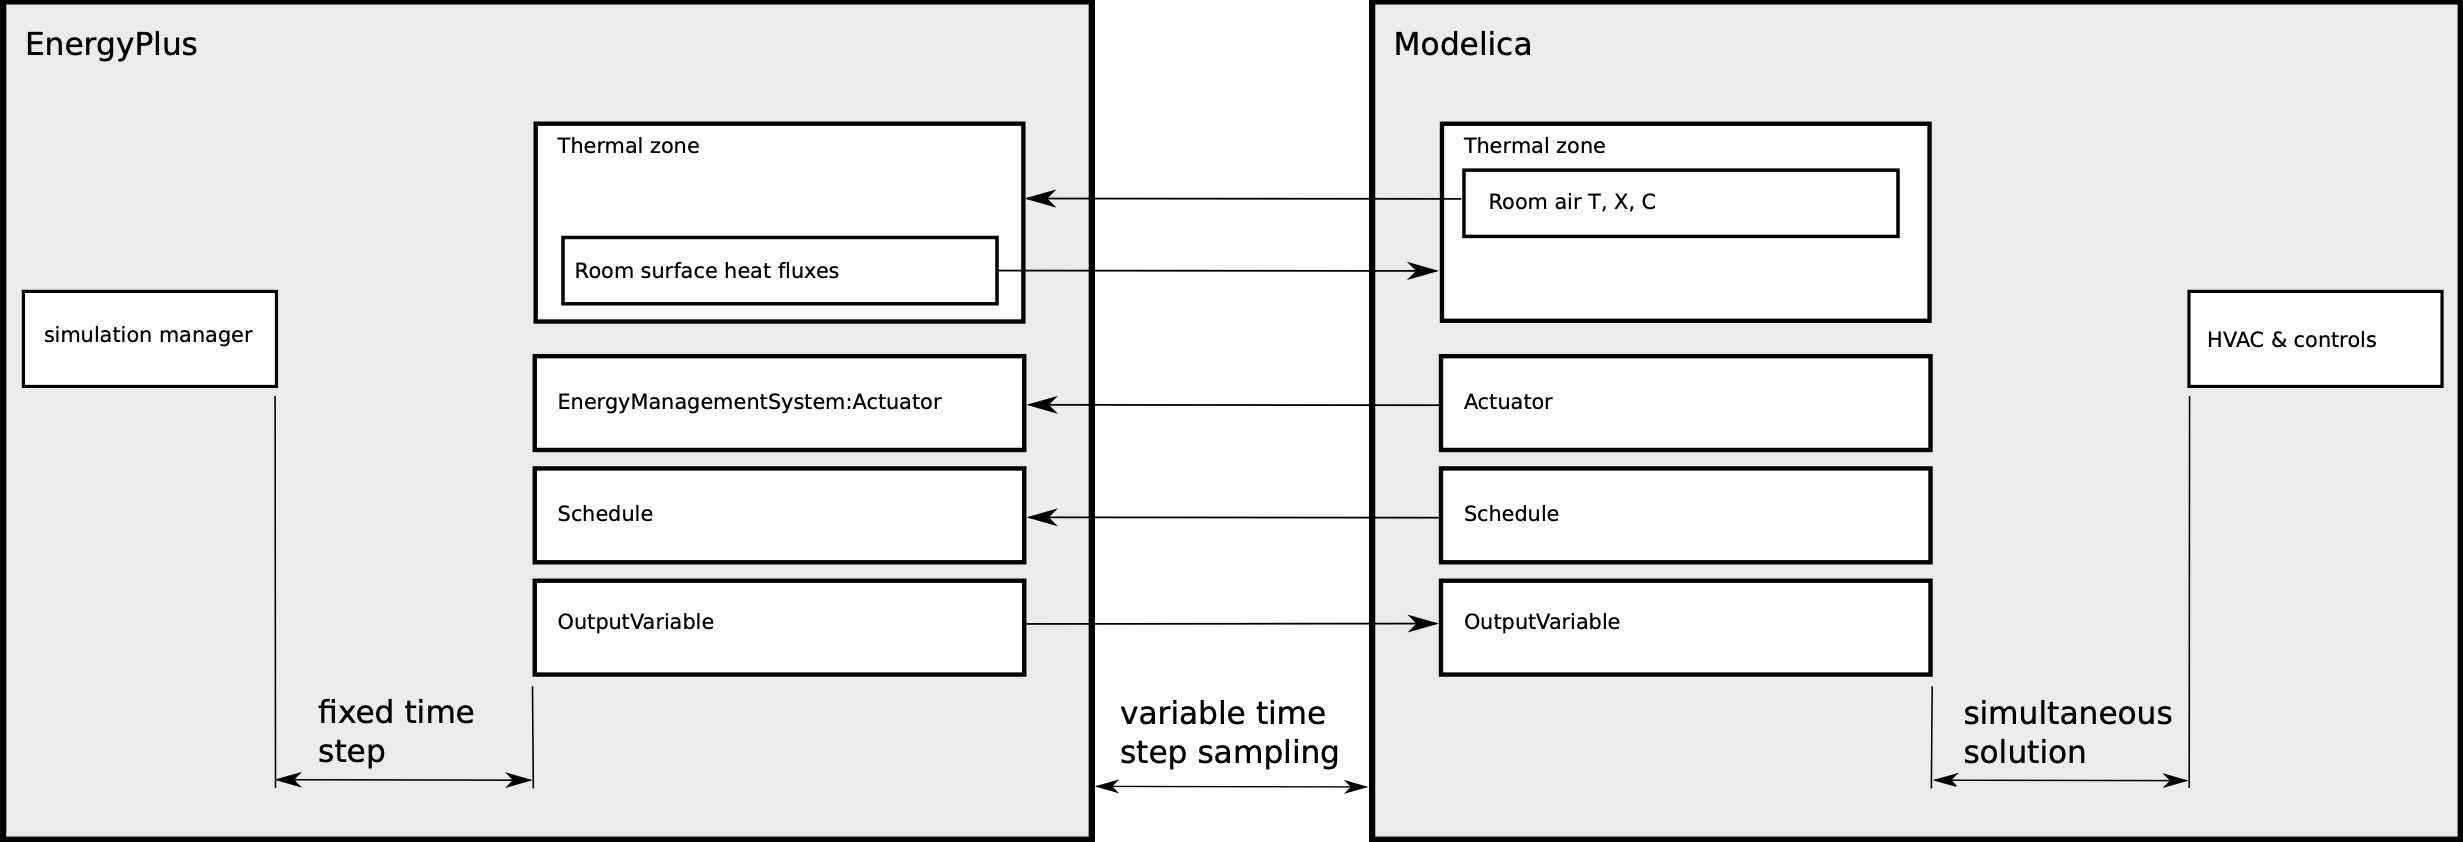 EnergyPlus
Thermal zone
Room surface heat fluxes
simulation manager
EnergyManagementSystem:Actuator
Schedule
OutputVariable
fixed time
step
variable time
step sampling
Modelica
Thermal zone
Room air T, X, C
HVAC & controls
Actuator
Schedule
OutputVariable
simultaneous
solution